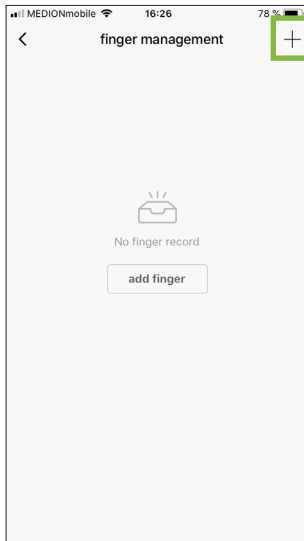 MEDIONmobile 16:26 78 %
finger management
No finger record
add finger